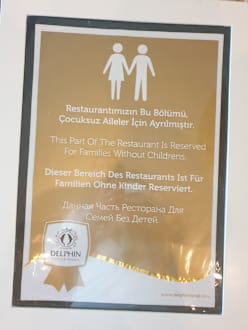 Restaurantımızın Bu Bölümü,
Çocuksuz Aileler İçin Ayrılmıştır.
This Part Of The Restaurant Is Reserved
For Families Without Childrens.
Dieser Bereich Des Restaurants Ist Für
Familien Ohne Kinder Reserviert.
Данная Часть Ресторана Для
Семей Без Детей.
DELPHIN